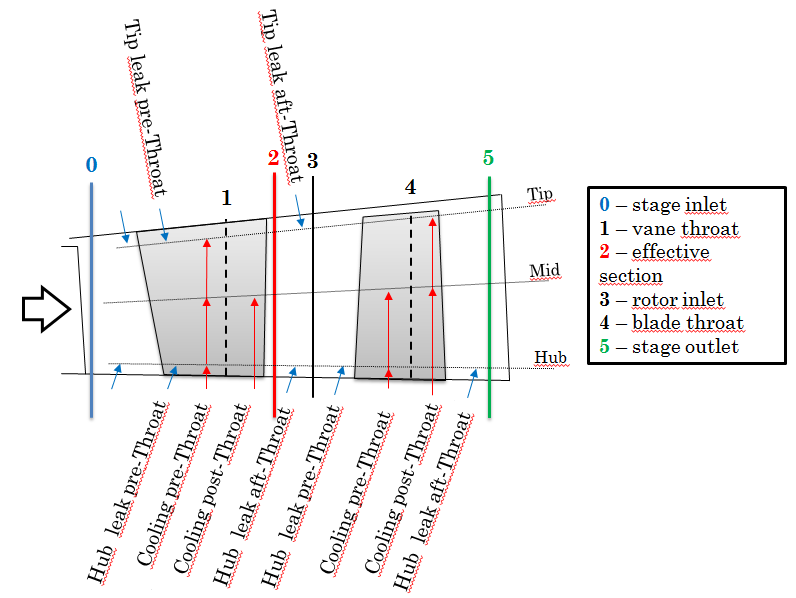 Tip leak pre-Throat
Tip leak aft-Throat
0
1
2
3
4
5
Tip
Mid
Hub
0 – stage inlet
1 – vane throat
2 – effective
section
3 – rotor inlet
4 – blade throat
5 – stage outlet
Hub leak pre-Throat
Cooling pre-Throat
Cooling post-Throat
Hub leak aft-Throat
Hub leak pre-Throat
Cooling pre-Throat
Cooling post-Throat
Hub leak aft-Throat